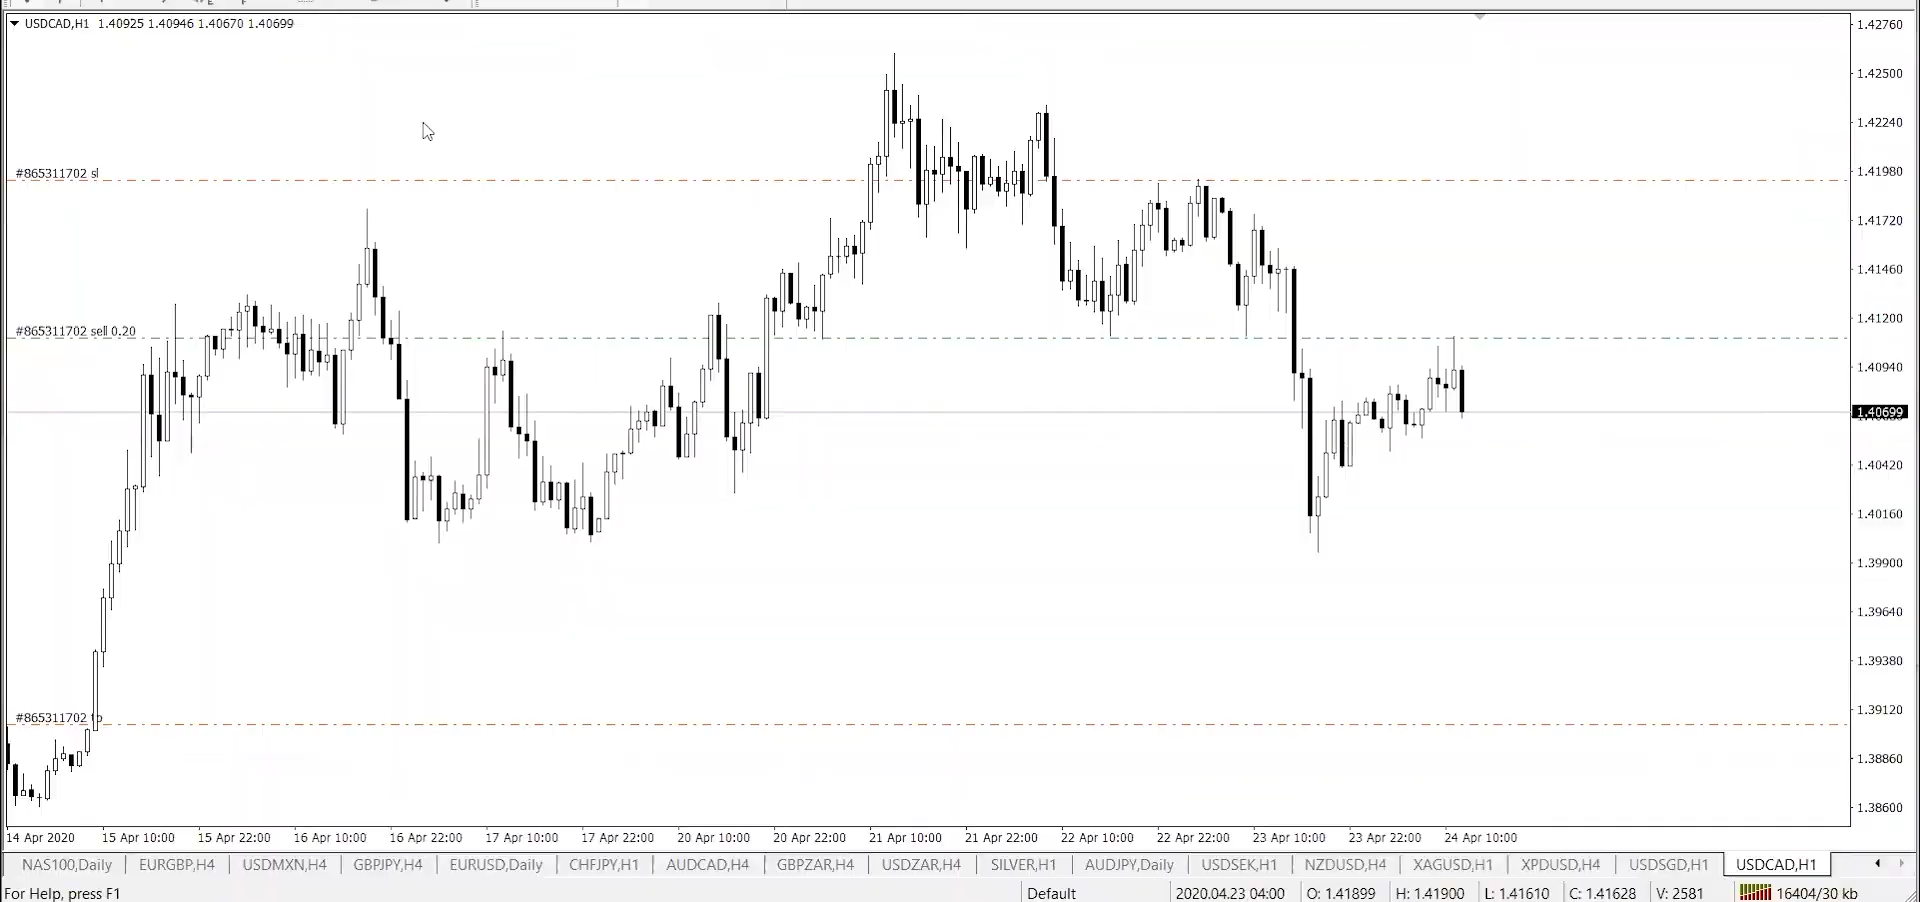 USDCAD,H1 1.40925 1.40946 1.40670 1.40699
1.42760
1.42500
1.42240
#865311702 sl
1.41980
1.41720
1.41460
1.41200
#865311702 sell 0.20
1.40940
1.40699
1.40420
1.40160
1.39900
1.39640
1.39380
#865311702 tp
1.39120
1.38860
1.38600
14 Apr 2020 15 Apr 10:00 15 Apr 22:00 16 Apr 10:00 16 Apr 22:00 17 Apr 10:00 17 Apr 22:00 20 Apr 10:00 20 Apr 22:00 21 Apr 10:00 21 Apr 22:00 22 Apr 10:00 22 Apr 22:00 23 Apr 10:00 23 Apr 22:00 24 Apr 10:00
NAS100,Daily EURGBP,H4 USDMXN,H4 GBPJPY,H4 EURUSD,Daily CHFJPY,H1 AUDCAD,H4 GBPZAR,H4 USDZAR,H4 SILVER,H1 AUDJPY,Daily USDSEK,H1 NZDUSD,H4 XAGUSD,H1 XPDUSD,H4 USDSGD,H1 USDCAD,H1
For Help, press F1 Default 2020.04.23 04:00 O: 1.41899 H: 1.41900 L: 1.41610 C: 1.41628 V: 2581 16404/30 kb